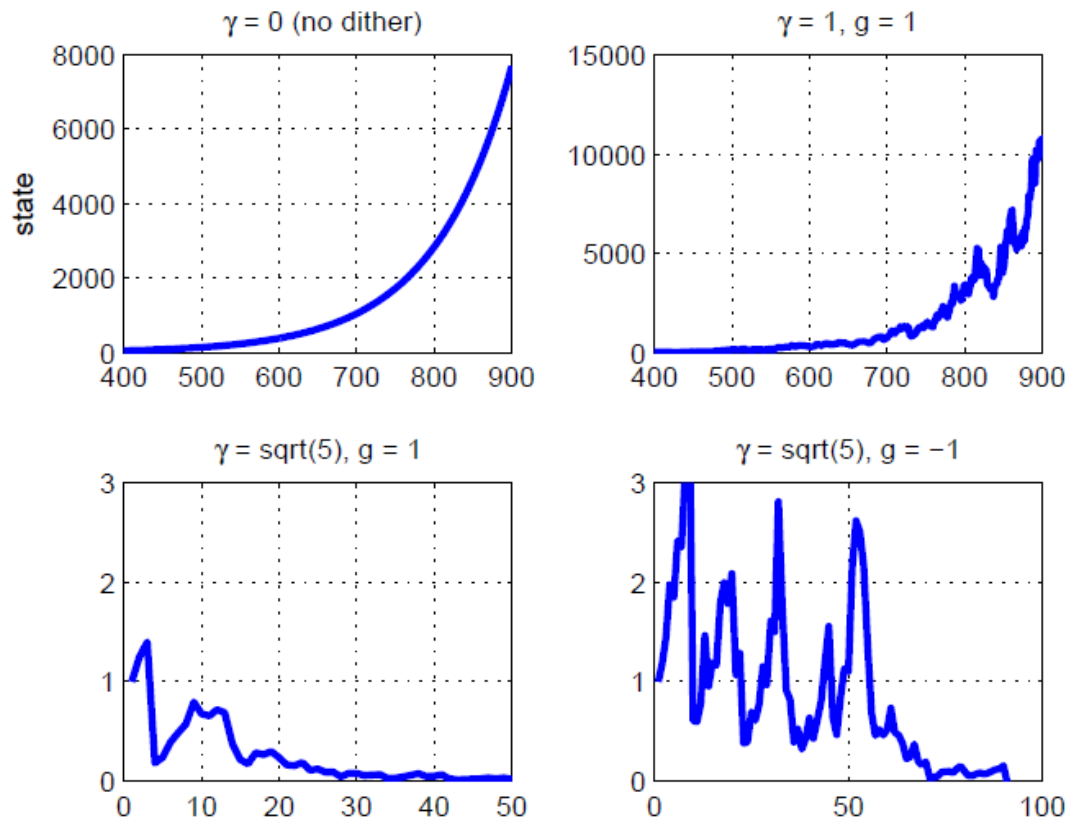 γ = 0 (no dither)
γ = 1, g = 1
8000
6000
4000
2000
0
state
400 500 600 700 800 900
15000
10000
5000
0
400 500 600 700 800 900
γ = sqrt(5), g = 1
γ = sqrt(5), g = −1
3
2
1
0
0 10 20 30 40 50
3
2
1
0
0 50 100